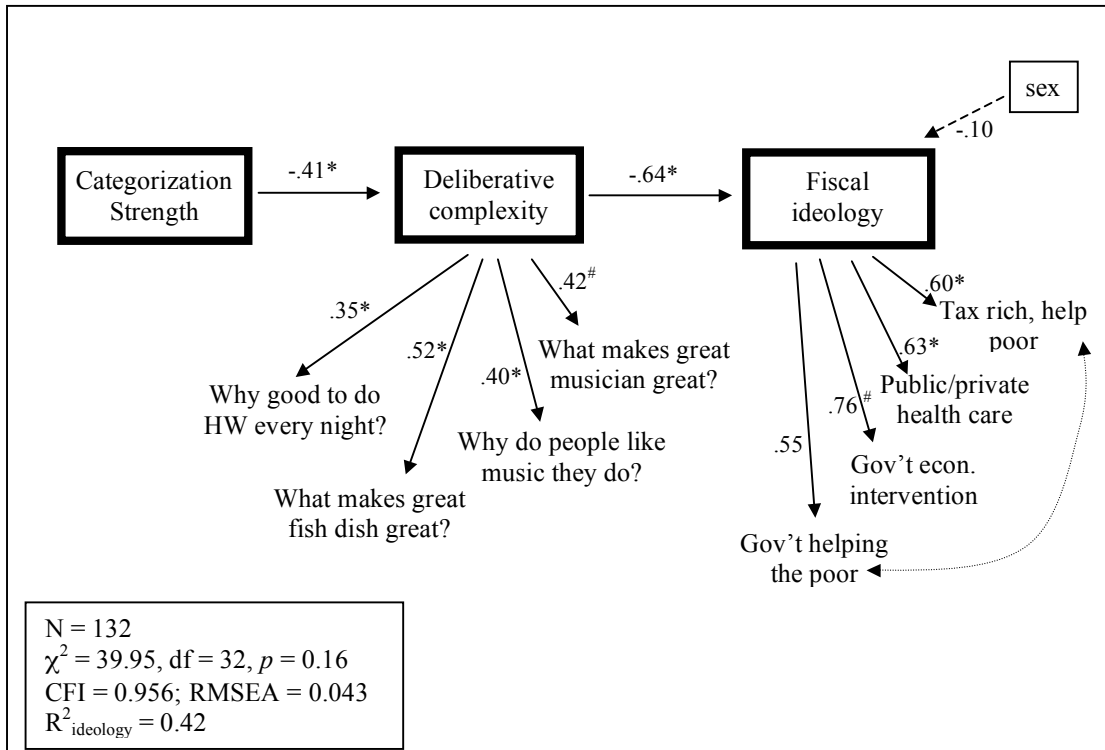 sex
-.10
Categorization
Strength
-.41*
Deliberative
complexity
-.64*
Fiscal
ideology
.35*
.52*
.40*
.42#
Why good to do
HW every night?
What makes great
fish dish great?
Why do people like
music they do?
What makes great
musician great?
.55
.76 #
.63*
.60*
Tax rich, help
poor
Public/private
health care
Gov’t econ.
intervention
Gov’t helping
the poor
N = 132
χ² = 39.95, df = 32, p = 0.16
CFI = 0.956; RMSEA = 0.043
R²ideology = 0.42